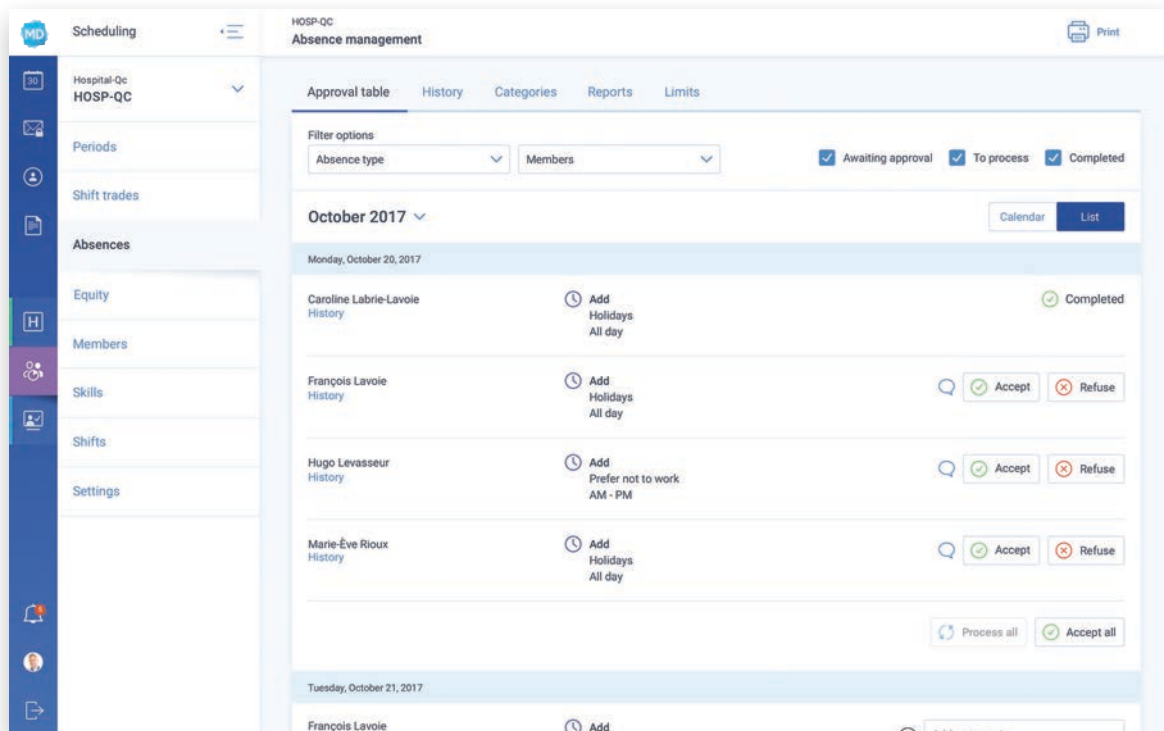 MD
Scheduling
HOSP-QC
Absence management
Print
30
Hospital-Qc
HOSP-QC
Periods
Shift trades
Absences
Equity
H
Members
Skills
Shifts
Settings
Approval table History Categories Reports Limits
Filter options
Absence type Members Awaiting approval To process Completed
October 2017 Calendar List
Monday, October 20, 2017
Caroline Labrie-Lavoie Add Completed
History Holidays
All day
François Lavoie Add Accept Refuse
History Holidays
All day
Hugo Levasseur Add Accept Refuse
History Prefer not to work
AM - PM
Marie-Ève Rioux Add Accept Refuse
History Holidays
All day
Process all Accept all
Tuesday, October 21, 2017
François Lavoie Add